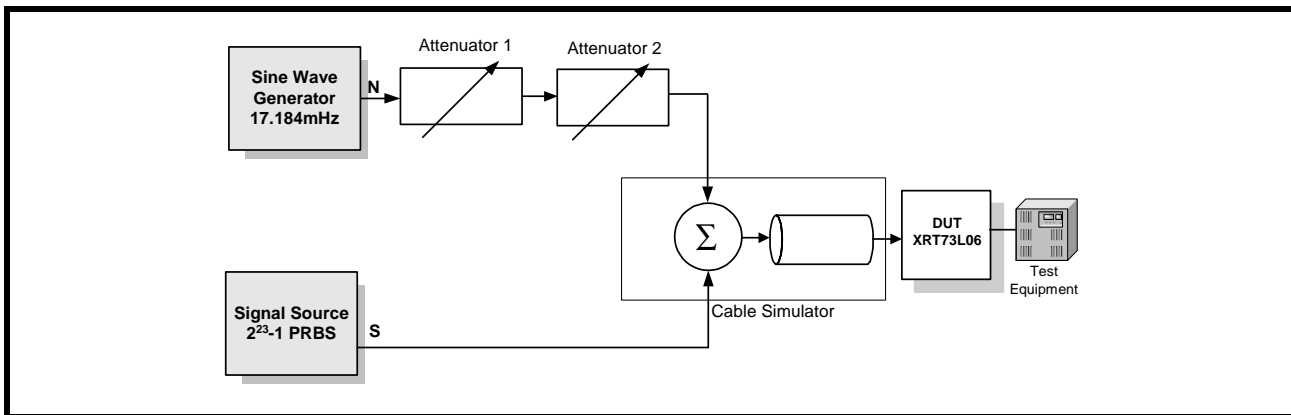 Attenuator 1
Attenuator 2
Sine Wave
Generator
17.184mHz
N
Σ
DUT
XRT73L06
Test
Equipment
Cable Simulator
Signal Source
2²³-1 PRBS
S